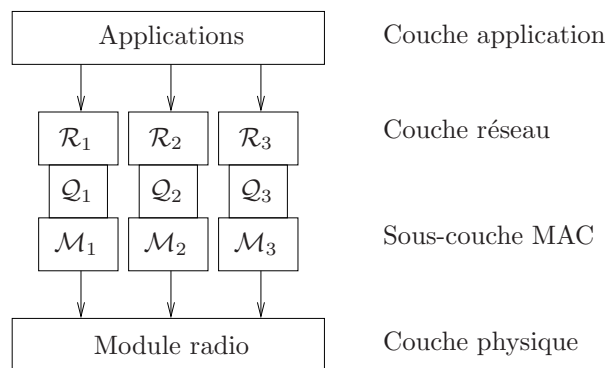 Applications Couche application
R₁ R₂ R₃ Couche réseau
Q₁ Q₂ Q₃
M₁ M₂ M₃ Sous-couche MAC
Module radio Couche physique